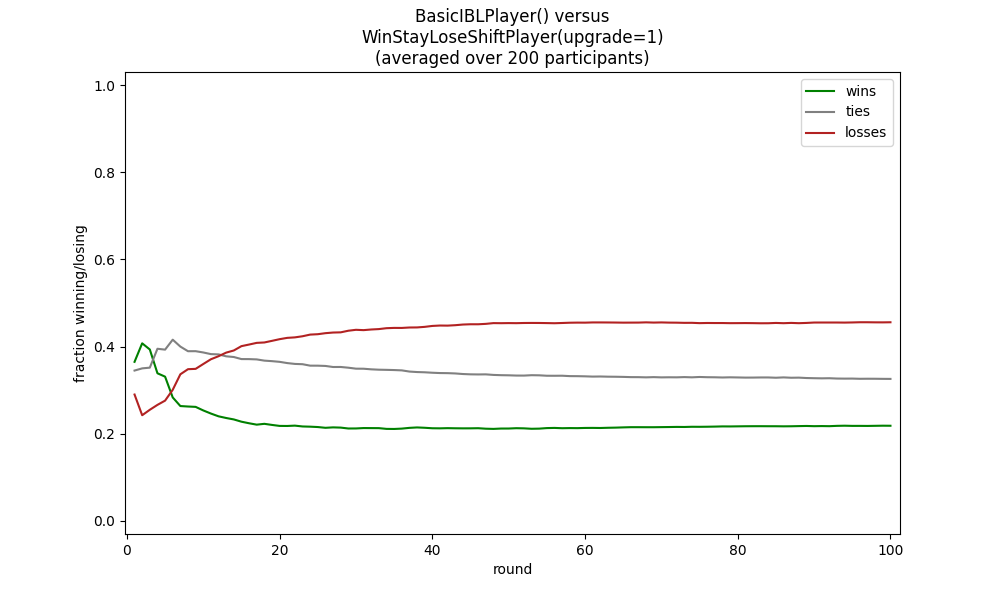 BasicIBLPlayer() versus
WinStayLoseShiftPlayer(upgrade=1)
(averaged over 200 participants)
wins
ties
losses
fraction winning/losing
1.0
0.8
0.6
0.4
0.2
0.0
0 20 40 60 80 100
round